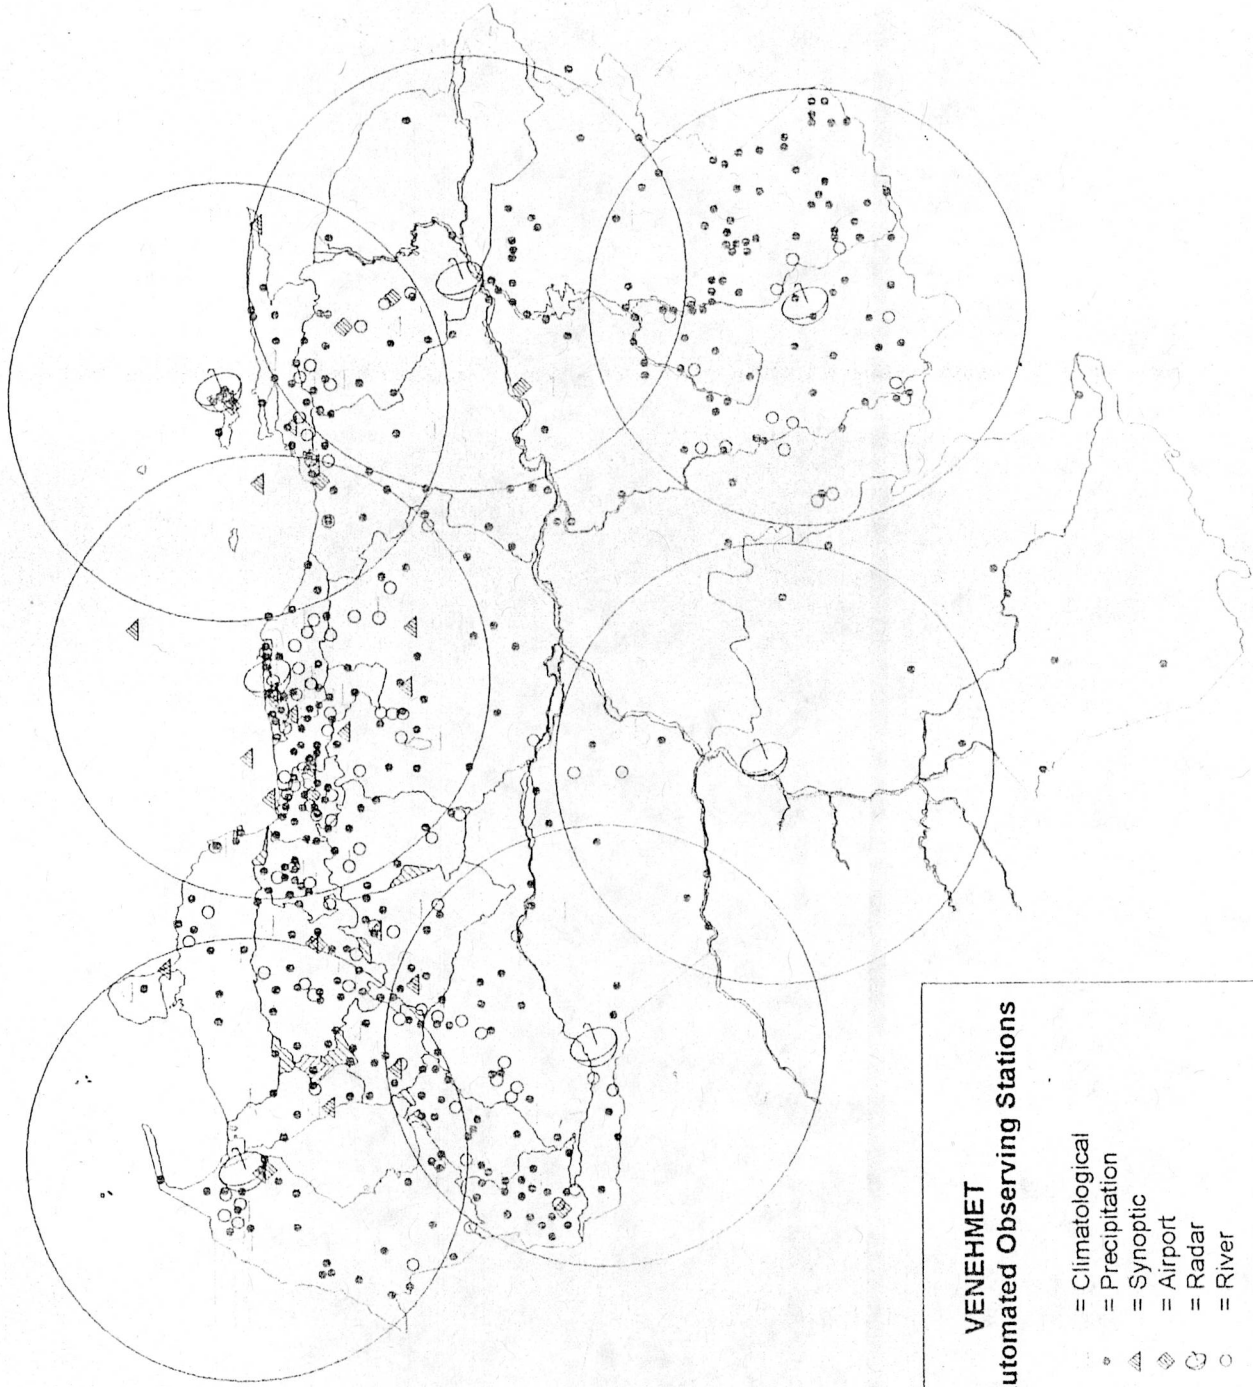 VENEHMET
utomated Observing Stations
= Climatological
= Precipitation
= Synoptic
= Airport
= Radar
= River